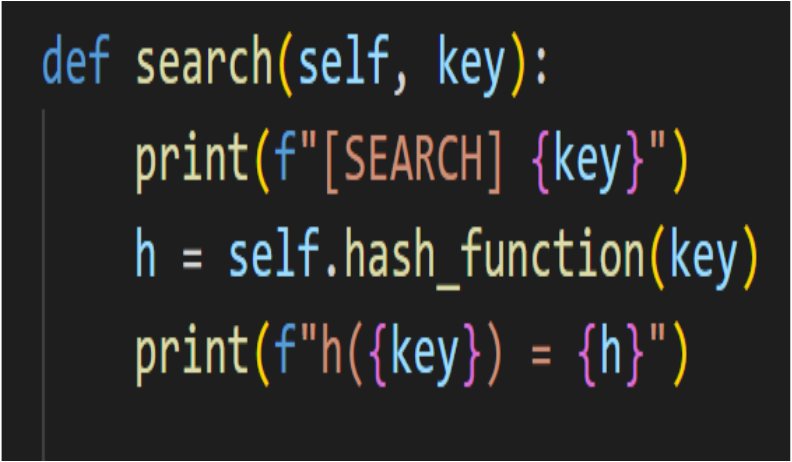 def search(self, key):
    print(f"[SEARCH] {key}")
    h = self.hash_function(key)
    print(f"h({key}) = {h}")